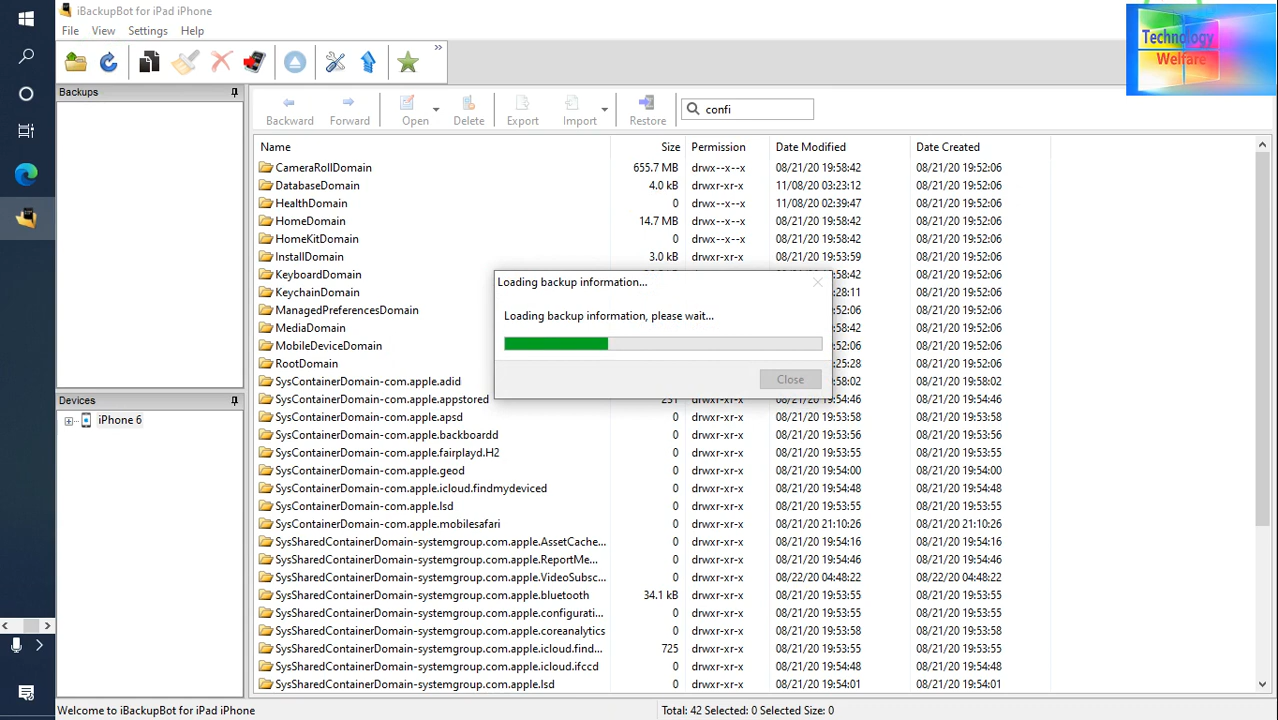 iBackupBot for iPad iPhone
File View Settings Help
Technology
Welfare
»
Backups
Backward Forward Open Delete Export Import Restore confi
Name Size Permission Date Modified Date Created
CameraRollDomain 655.7 MB drwx--x--x 08/21/20 19:58:42 08/21/20 19:52:06
DatabaseDomain 4.0 kB drwxr-xr-x 11/08/20 03:23:12 08/21/20 19:52:06
HealthDomain 0 drwxr-xr-x 11/08/20 02:39:47 08/21/20 19:52:06
HomeDomain 14.7 MB drwx--x--x 08/21/20 19:58:42 08/21/20 19:52:06
HomeKitDomain 0 drwx--x--x 08/21/20 19:58:42 08/21/20 19:52:06
InstallDomain 3.0 kB drwxr-xr-x 08/21/20 19:53:59 08/21/20 19:52:06
KeyboardDomain :58:42 08/21/20 19:52:06
KeychainDomain :28:11 08/21/20 19:52:06
ManagedPreferencesDomain :52:06 08/21/20 19:52:06
MediaDomain :58:42 08/21/20 19:52:06
MobileDeviceDomain :52:06 08/21/20 19:52:06
RootDomain :25:28 08/21/20 19:52:06
SysContainerDomain-com.apple.adid :58:02 08/21/20 19:58:02
Loading backup information...
Loading backup information, please wait...
Close
Devices
iPhone 6
SysContainerDomain-com.apple.appstored 231 drwxr-xr-x 08/21/20 19:54:46 08/21/20 19:54:46
SysContainerDomain-com.apple.apsd 0 drwxr-xr-x 08/21/20 19:53:58 08/21/20 19:53:58
SysContainerDomain-com.apple.backboardd 0 drwxr-xr-x 08/21/20 19:53:56 08/21/20 19:53:56
SysContainerDomain-com.apple.fairplayd.H2 0 drwxr-xr-x 08/21/20 19:53:55 08/21/20 19:53:55
SysContainerDomain-com.apple.geod 0 drwxr-xr-x 08/21/20 19:54:00 08/21/20 19:54:00
SysContainerDomain-com.apple.icloud.findmydeviced 0 drwxr-xr-x 08/21/20 19:54:48 08/21/20 19:54:48
SysContainerDomain-com.apple.lsd 0 drwxr-xr-x 08/21/20 19:53:55 08/21/20 19:53:55
SysContainerDomain-com.apple.mobilesafari 0 drwxr-xr-x 08/21/20 21:10:26 08/21/20 21:10:26
SysSharedContainerDomain-systemgroup.com.apple.AssetCache... 0 drwxr-xr-x 08/21/20 19:54:16 08/21/20 19:54:16
SysSharedContainerDomain-systemgroup.com.apple.ReportMe... 0 drwxr-xr-x 08/21/20 19:54:46 08/21/20 19:54:46
SysSharedContainerDomain-systemgroup.com.apple.VideoSubsc... 0 drwxr-xr-x 08/22/20 04:48:22 08/22/20 04:48:22
SysSharedContainerDomain-systemgroup.com.apple.bluetooth 34.1 kB drwxr-xr-x 08/21/20 19:53:55 08/21/20 19:53:55
SysSharedContainerDomain-systemgroup.com.apple.configurati... 0 drwxr-xr-x 08/21/20 19:53:55 08/21/20 19:53:55
SysSharedContainerDomain-systemgroup.com.apple.coreanalytics 0 drwxr-xr-x 08/21/20 19:53:58 08/21/20 19:53:58
SysSharedContainerDomain-systemgroup.com.apple.icloud.find... 725 drwxr-xr-x 08/21/20 19:53:55 08/21/20 19:53:55
SysSharedContainerDomain-systemgroup.com.apple.icloud.ifccd 0 drwxr-xr-x 08/21/20 19:54:48 08/21/20 19:54:48
SysSharedContainerDomain-systemgroup.com.apple.lsd 0 drwxr-xr-x 08/21/20 19:54:01 08/21/20 19:54:01
Welcome to iBackupBot for iPad iPhone Total: 42 Selected: 0 Selected Size: 0